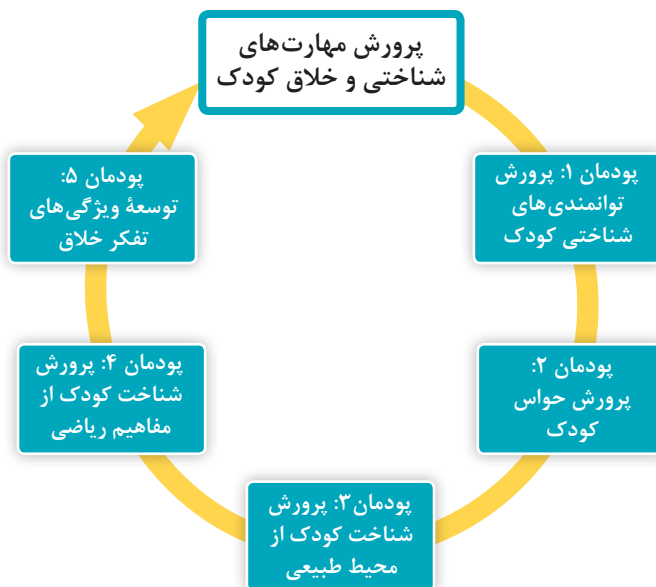 پرورش مهارت‌های
شناختی و خلاق کودک
پودمان ۱: پرورش
توانمندی‌های
شناختی کودک
پودمان ۲:
پرورش حواس
کودک
پودمان۳: پرورش
شناخت کودک از
محیط طبیعی
پودمان ۴: پرورش
شناخت کودک از
مفاهیم ریاضی
پودمان ۵:
توسعهٔ ویژگی‌های
تفکر خلاق